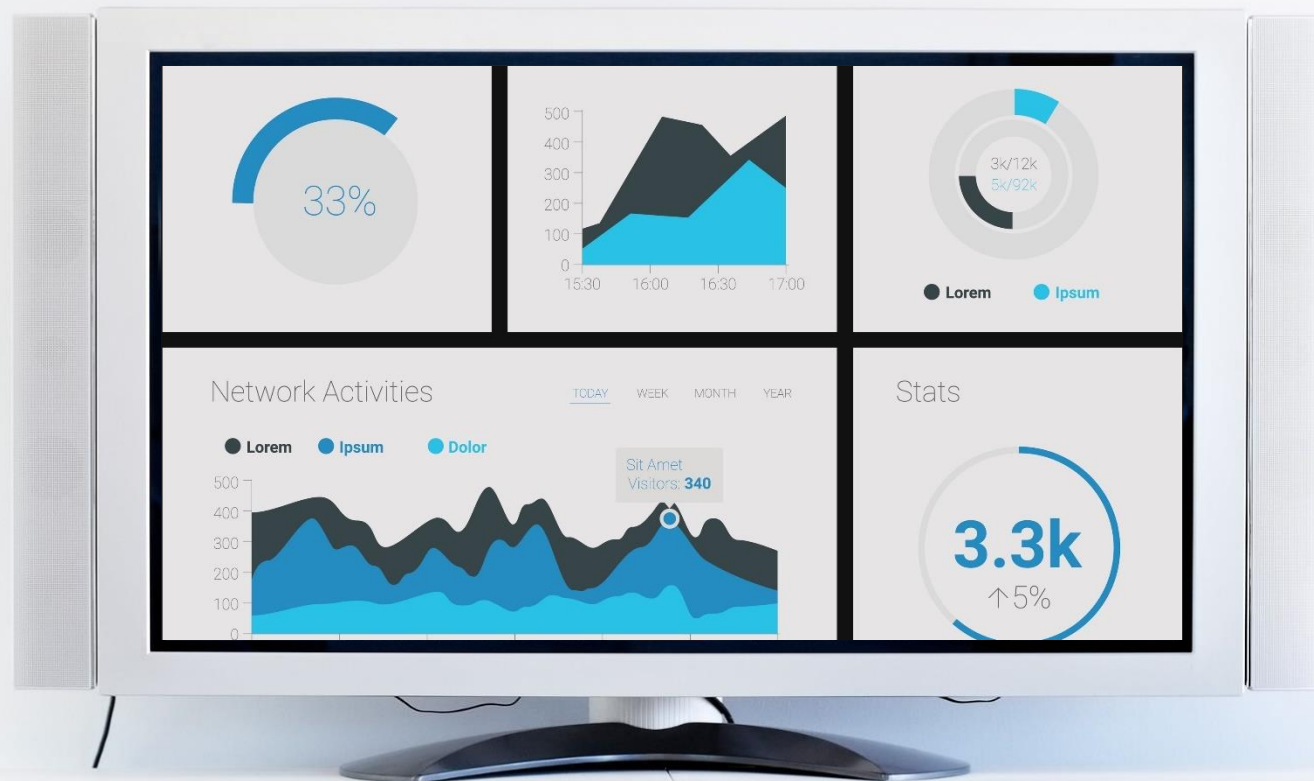 33%
500
400
300
200
100
0
15:30 16:00 16:30 17:00
3k/12k
5k/92k
Lorem Ipsum
Network Activities
TODAY WEEK MONTH YEAR
Lorem Ipsum Dolor
Sit Amet
Visitors: 340
500
400
300
200
100
0
Stats
3.3k
↑5%